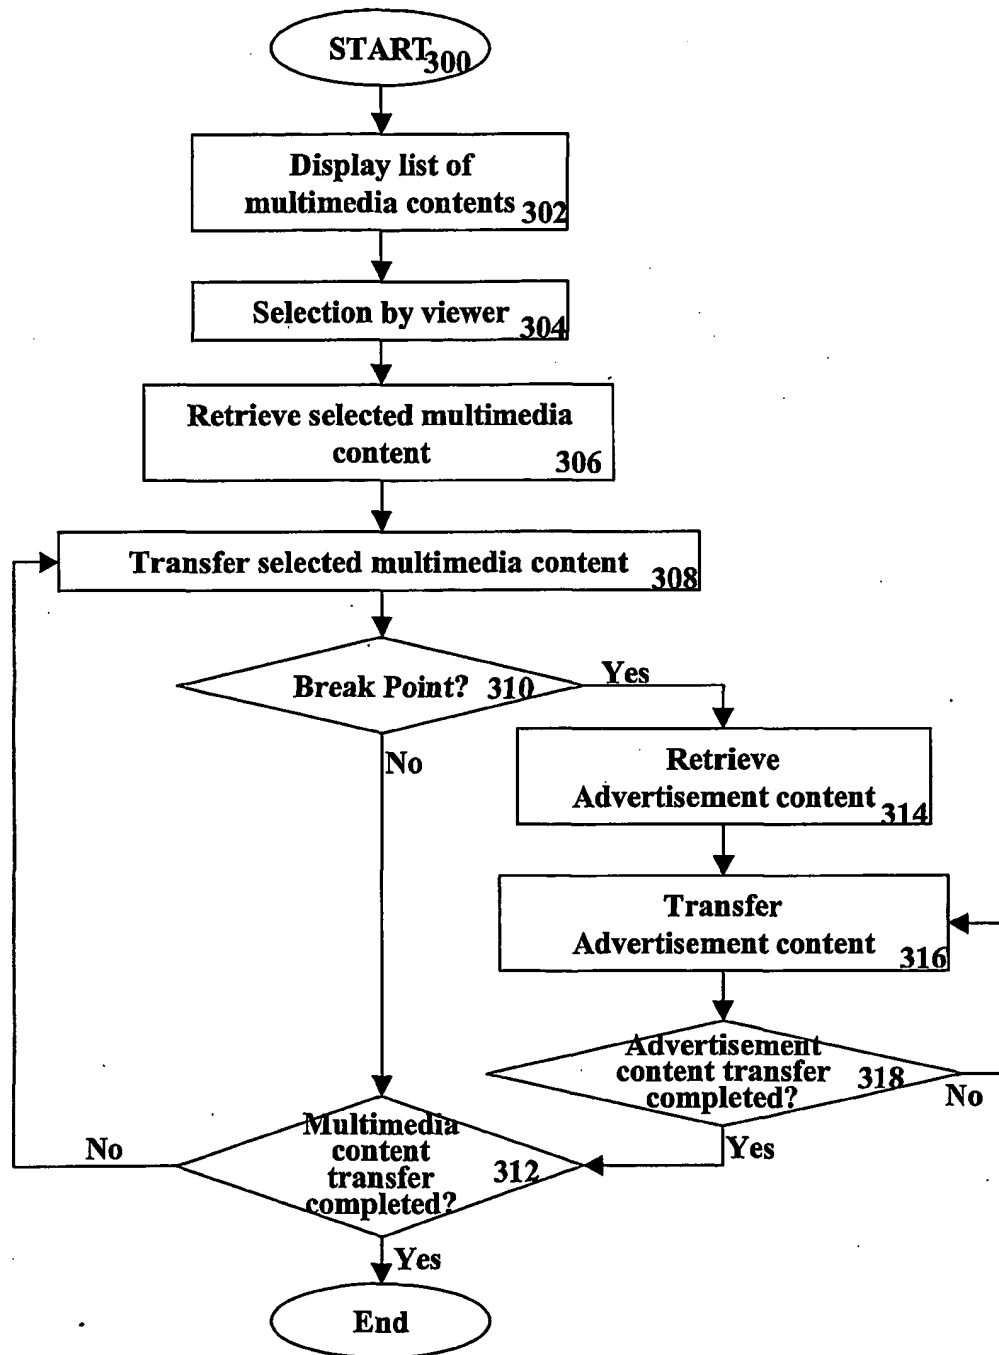 START 300
Display list of
multimedia contents 302
Selection by viewer 304
Retrieve selected multimedia
content 306
Transfer selected multimedia content 308
Break Point? 310
Yes
No
Retrieve
Advertisement content 314
Transfer
Advertisement content 316
Advertisement
content transfer 318
completed?
No
Yes
Multimedia
content
transfer 312
completed?
No
Yes
End